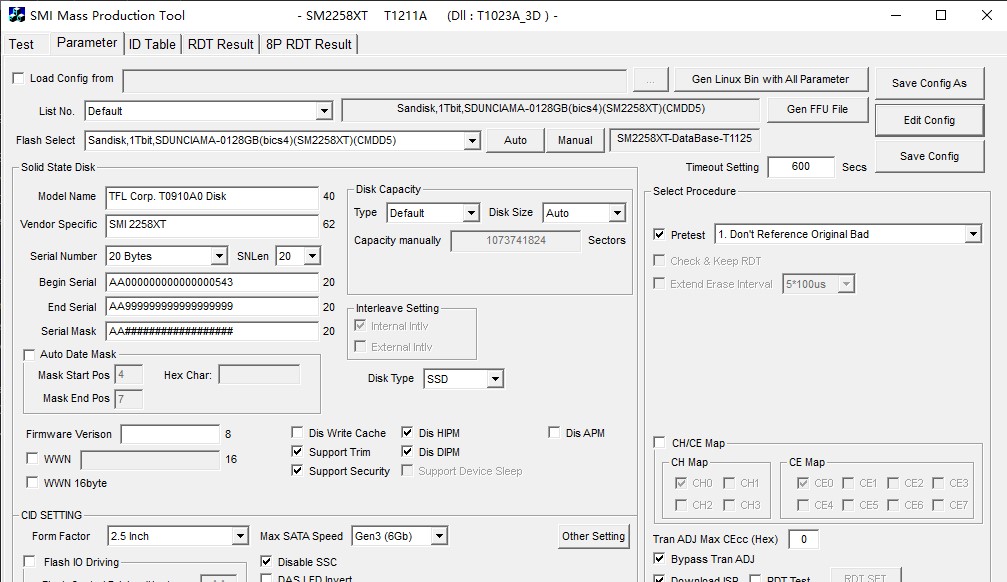 SMI Mass Production Tool - SM2258XT T1211A (Dll : T1023A_3D ) -
Test Parameter ID Table RDT Result 8P RDT Result
Load Config from ... Gen Linux Bin with All Parameter Save Config As
List No. Default Sandisk,1Tbit,SDUNCIAMA-0128GB(bics4)(SM2258XT)(CMDD5) Gen FFU File Edit Config
Flash Select Sandisk,1Tbit,SDUNCIAMA-0128GB(bics4)(SM2258XT)(CMDD5) Auto Manual SM2258XT-DataBase-T1125 Save Config
Timeout Setting 600 Secs
Solid State Disk
Model Name TFL Corp. T0910A0 Disk 40
Vendor Specific SMI 2258XT 62
Serial Number 20 Bytes SNLen 20
Begin Serial AA000000000000000543 20
End Serial AA999999999999999999 20
Serial Mask AA################## 20
Auto Date Mask
Mask Start Pos 4 Hex Char:
Mask End Pos 7
Disk Capacity
Type Default Disk Size Auto
Capacity manually 1073741824 Sectors
Interleave Setting
Internal Intlv
External Intlv
Disk Type SSD
Firmware Verison 8
WWN 16
WWN 16byte
Dis Write Cache Dis HIPM Dis APM
Support Trim Dis DIPM
Support Security Support Device Sleep
CID SETTING
Form Factor 2.5 Inch Max SATA Speed Gen3 (6Gb) Other Setting
Flash IO Driving Disable SSC
DAS LED Invert
Select Procedure
Pretest 1. Don't Reference Original Bad
Check & Keep RDT
Extend Erase Interval 5*100us
CH/CE Map
CH Map CE Map
CH0 CH1 CE0 CE1 CE2 CE3
CH2 CH3 CE4 CE5 CE6 CE7
Tran ADJ Max CEcc (Hex) 0
Bypass Tran ADJ
Download ISP RDT Test RDT SET